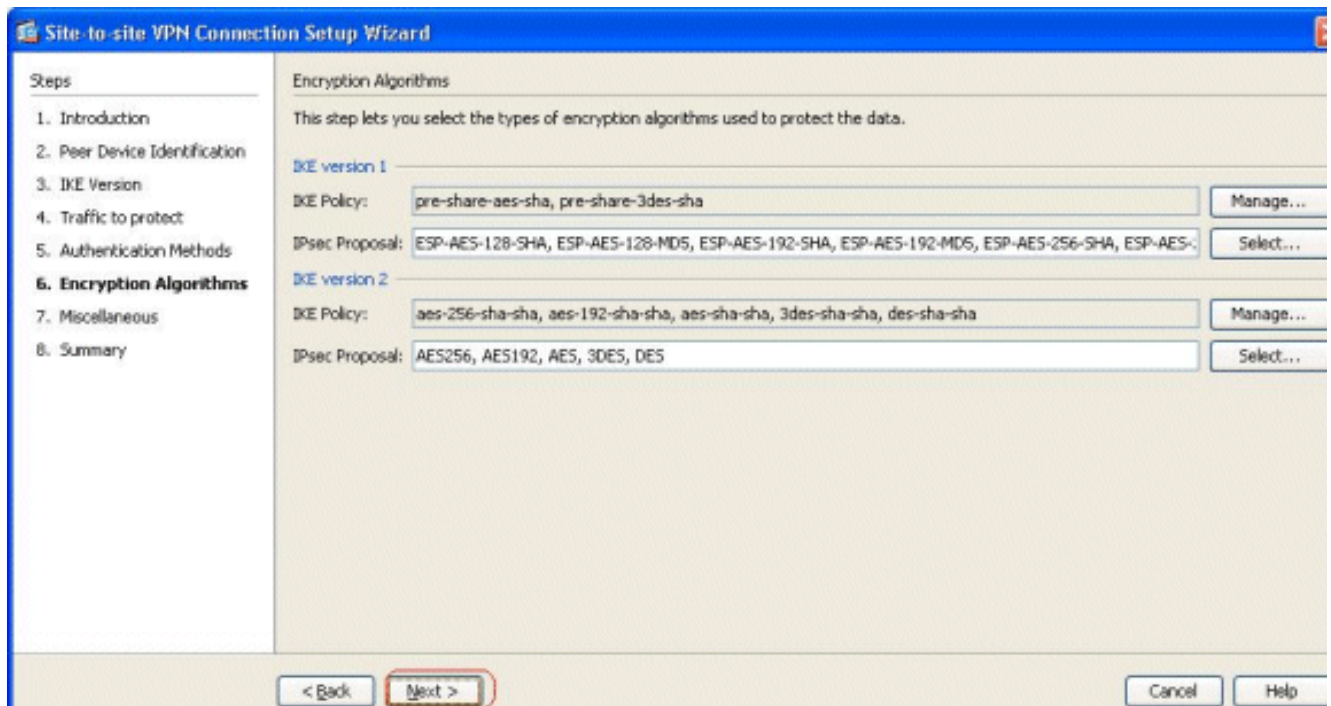 Site-to-site VPN Connection Setup Wizard
Steps
1. Introduction
2. Peer Device Identification
3. IKE Version
4. Traffic to protect
5. Authentication Methods
6. Encryption Algorithms
7. Miscellaneous
8. Summary
Encryption Algorithms
This step lets you select the types of encryption algorithms used to protect the data.
IKE version 1
IKE Policy: pre-share-aes-sha, pre-share-3des-sha Manage...
IPsec Proposal: ESP-AES-128-SHA, ESP-AES-128-MD5, ESP-AES-192-SHA, ESP-AES-192-MD5, ESP-AES-256-SHA, ESP-AES- Select...
IKE version 2
IKE Policy: aes-256-sha-sha, aes-192-sha-sha, aes-sha-sha, 3des-sha-sha, des-sha-sha Manage...
IPsec Proposal: AES256, AES192, AES, 3DES, DES Select...
< Back Next > Cancel Help